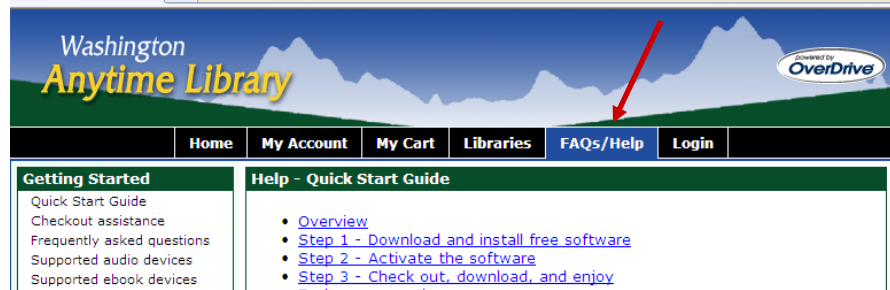 Washington
Anytime Library
powered by
OverDrive
Home My Account My Cart Libraries FAQs/Help Login
Getting Started
Quick Start Guide
Checkout assistance
Frequently asked questions
Supported audio devices
Supported ebook devices
Help - Quick Start Guide
Overview
Step 1 - Download and install free software
Step 2 - Activate the software
Step 3 - Check out, download, and enjoy